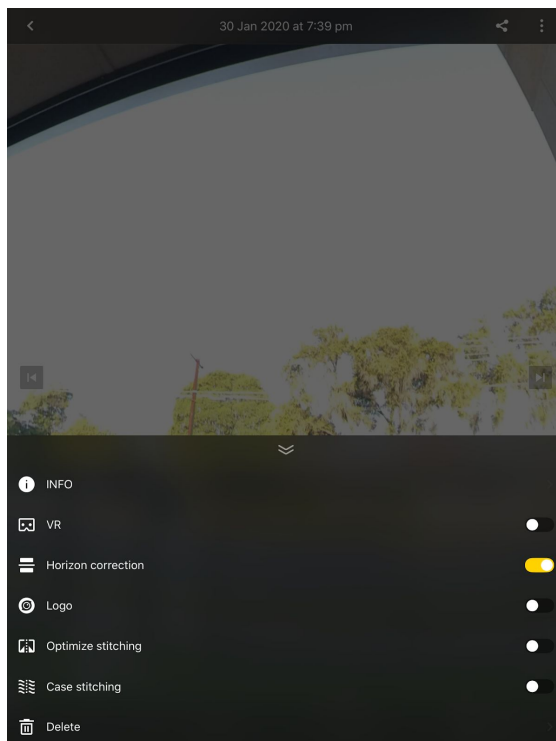 30 Jan 2020 at 7:39 pm
INFO
VR
Horizon correction
Logo
Optimize stitching
Case stitching
Delete